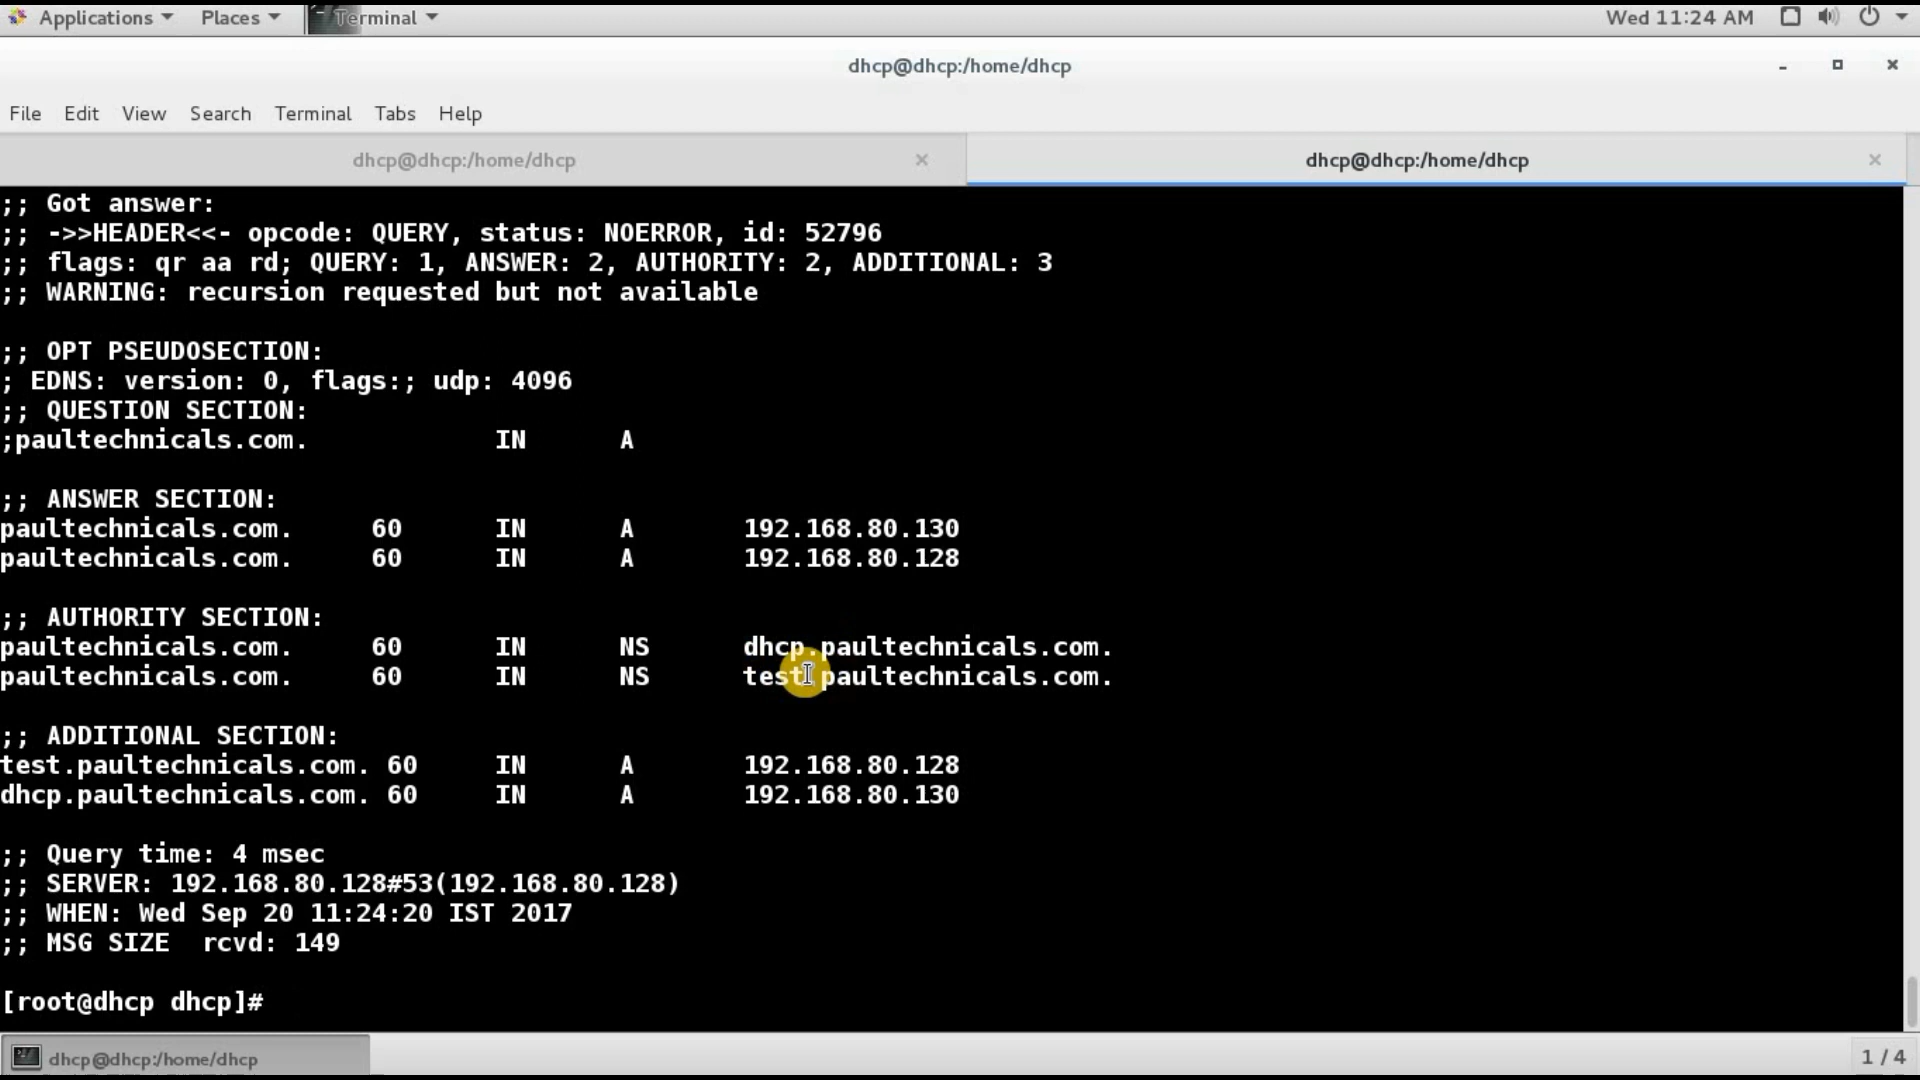 Applications Places Terminal Wed 11:24 AM
dhcp@dhcp:/home/dhcp
File Edit View Search Terminal Tabs Help
dhcp@dhcp:/home/dhcp dhcp@dhcp:/home/dhcp
;; Got answer:
;; ->>HEADER<<- opcode: QUERY, status: NOERROR, id: 52796
;; flags: qr aa rd; QUERY: 1, ANSWER: 2, AUTHORITY: 2, ADDITIONAL: 3
;; WARNING: recursion requested but not available
;; OPT PSEUDOSECTION:
; EDNS: version: 0, flags:; udp: 4096
;; QUESTION SECTION:
;paultechnicals.com. IN A
;; ANSWER SECTION:
paultechnicals.com. 60 IN A 192.168.80.130
paultechnicals.com. 60 IN A 192.168.80.128
;; AUTHORITY SECTION:
paultechnicals.com. 60 IN NS dhcp.paultechnicals.com.
paultechnicals.com. 60 IN NS test.paultechnicals.com.
;; ADDITIONAL SECTION:
test.paultechnicals.com. 60 IN A 192.168.80.128
dhcp.paultechnicals.com. 60 IN A 192.168.80.130
;; Query time: 4 msec
;; SERVER: 192.168.80.128#53(192.168.80.128)
;; WHEN: Wed Sep 20 11:24:20 IST 2017
;; MSG SIZE rcvd: 149
[root@dhcp dhcp]#
dhcp@dhcp:/home/dhcp 1 / 4